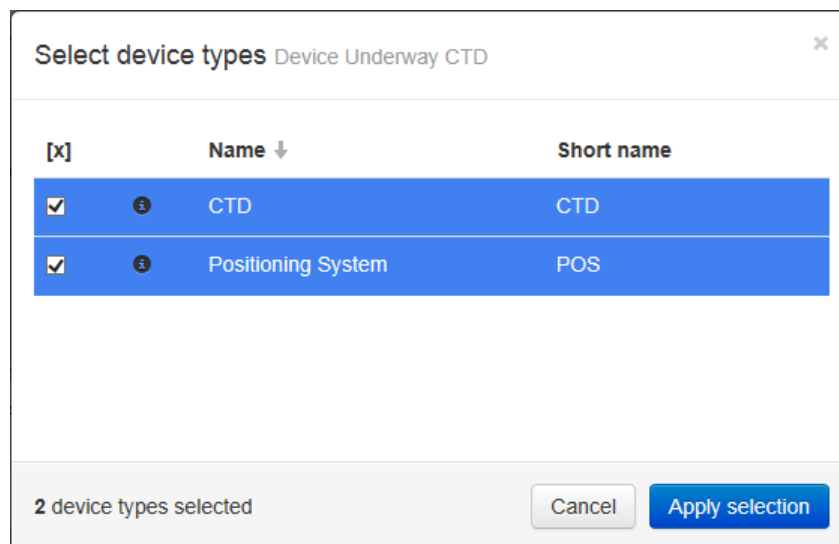 Select device types Device Underway CTD ×
[x] Name Short name
CTD CTD
Positioning System POS
2 device types selected Cancel Apply selection